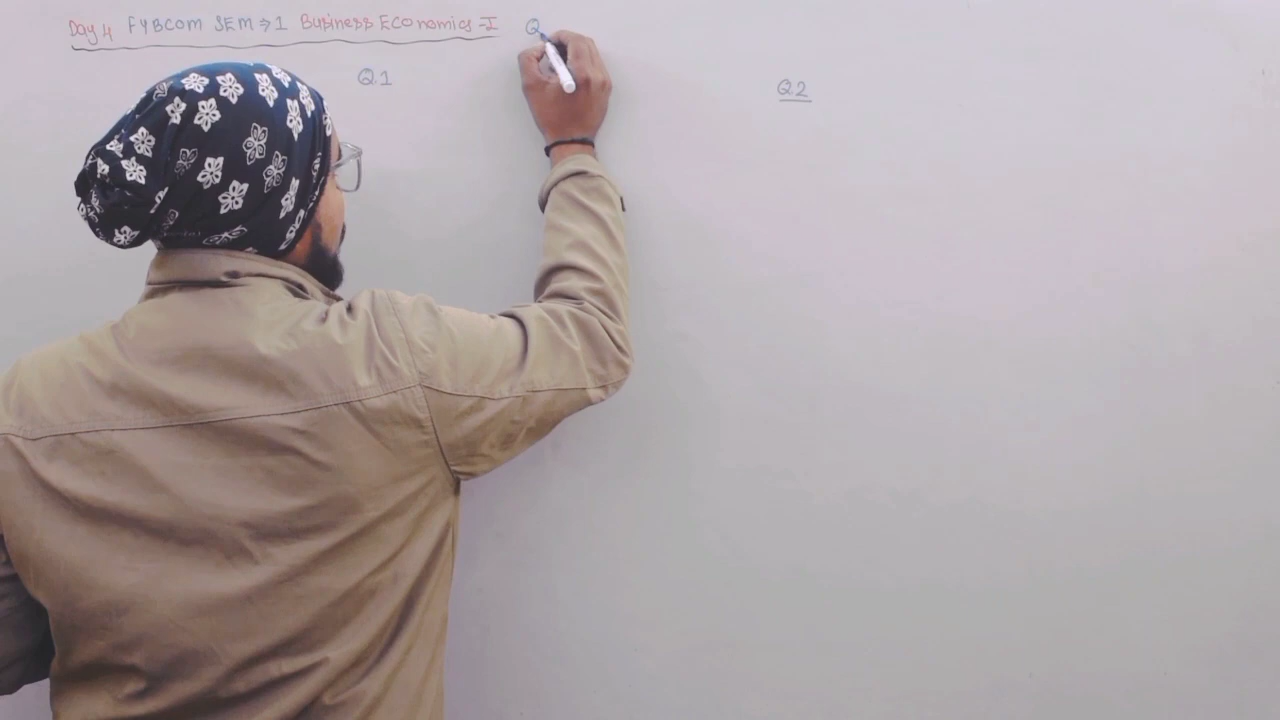 Day 4 FYBCOM SEM ⇒ 1 Business Economics - I Q
Q.1
Q.2